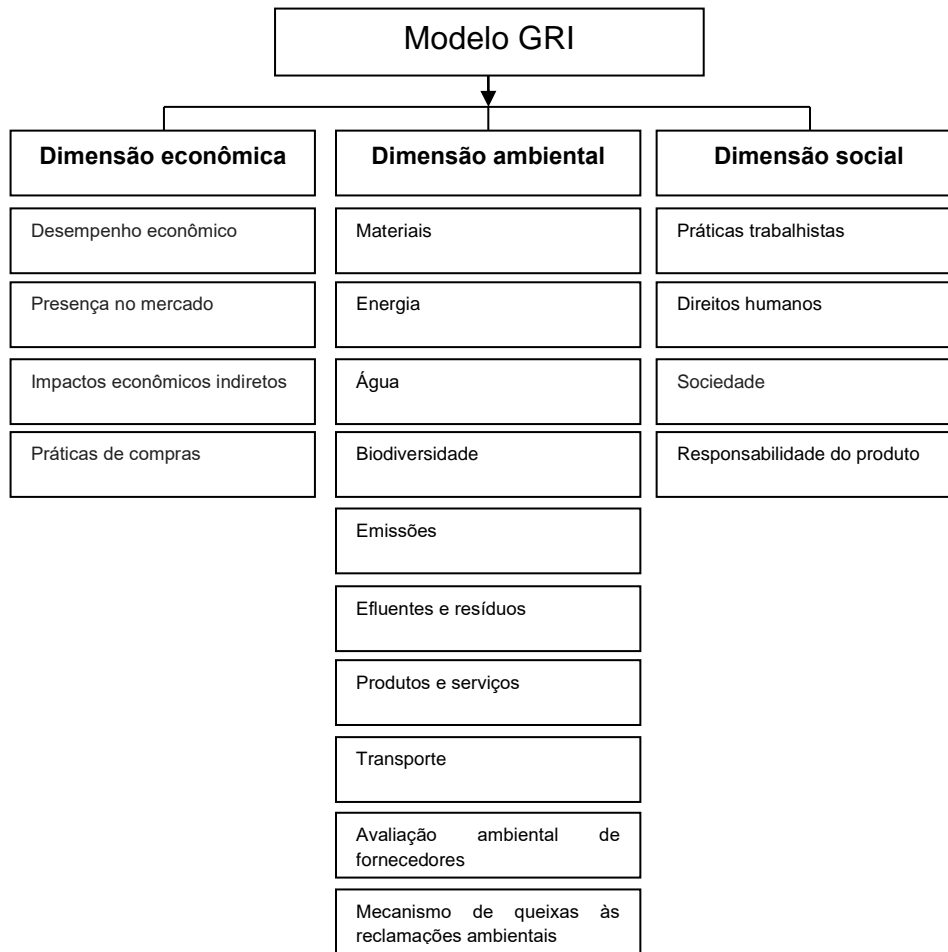 Modelo GRI
Dimensão econômica
Desempenho econômico
Presença no mercado
Impactos econômicos indiretos
Práticas de compras
Dimensão ambiental
Materiais
Energia
Água
Biodiversidade
Emissões
Efluentes e resíduos
Produtos e serviços
Transporte
Avaliação ambiental de
fornecedores
Mecanismo de queixas às
reclamações ambientais
Dimensão social
Práticas trabalhistas
Direitos humanos
Sociedade
Responsabilidade do produto